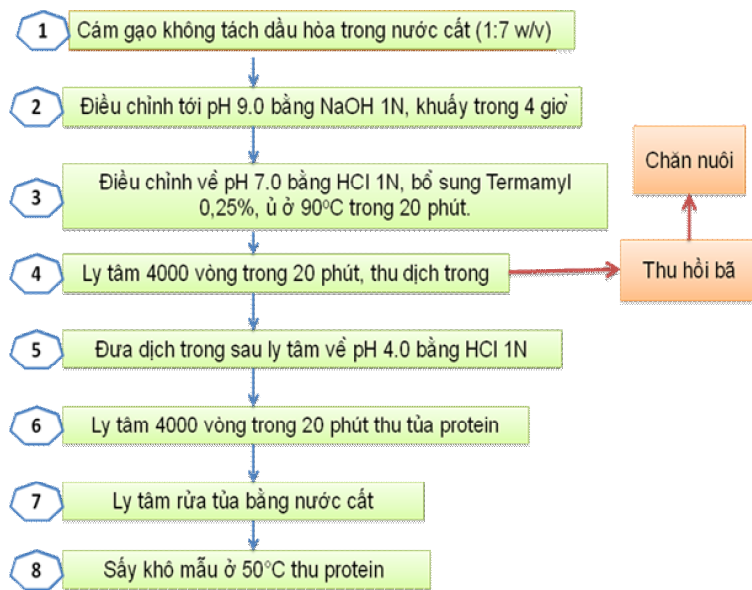 1
Cám gạo không tách dầu hòa trong nước cất (1:7 w/v)
2
Điều chỉnh tới pH 9.0 bằng NaOH 1N, khuấy trong 4 giờ
3
Điều chỉnh về pH 7.0 bằng HCl 1N, bổ sung Termamyl
0,25%, ủ ở 90°C trong 20 phút.
4
Ly tâm 4000 vòng trong 20 phút, thu dịch trong
Thu hồi bã
Chăn nuôi
5
Đưa dịch trong sau ly tâm về pH 4.0 bằng HCl 1N
6
Ly tâm 4000 vòng trong 20 phút thu tủa protein
7
Ly tâm rửa tủa bằng nước cất
8
Sấy khô mẫu ở 50°C thu protein